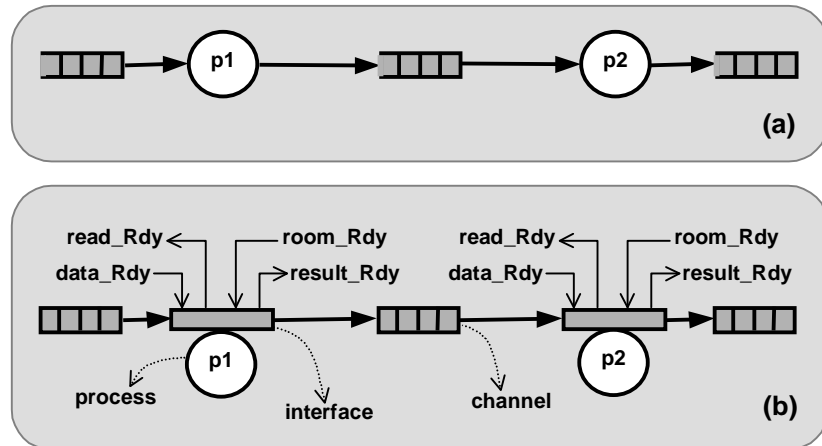 p1 p2
(a)
read_Rdy room_Rdy read_Rdy room_Rdy
data_Rdy result_Rdy data_Rdy result_Rdy
p1 p2
process interface channel
(b)